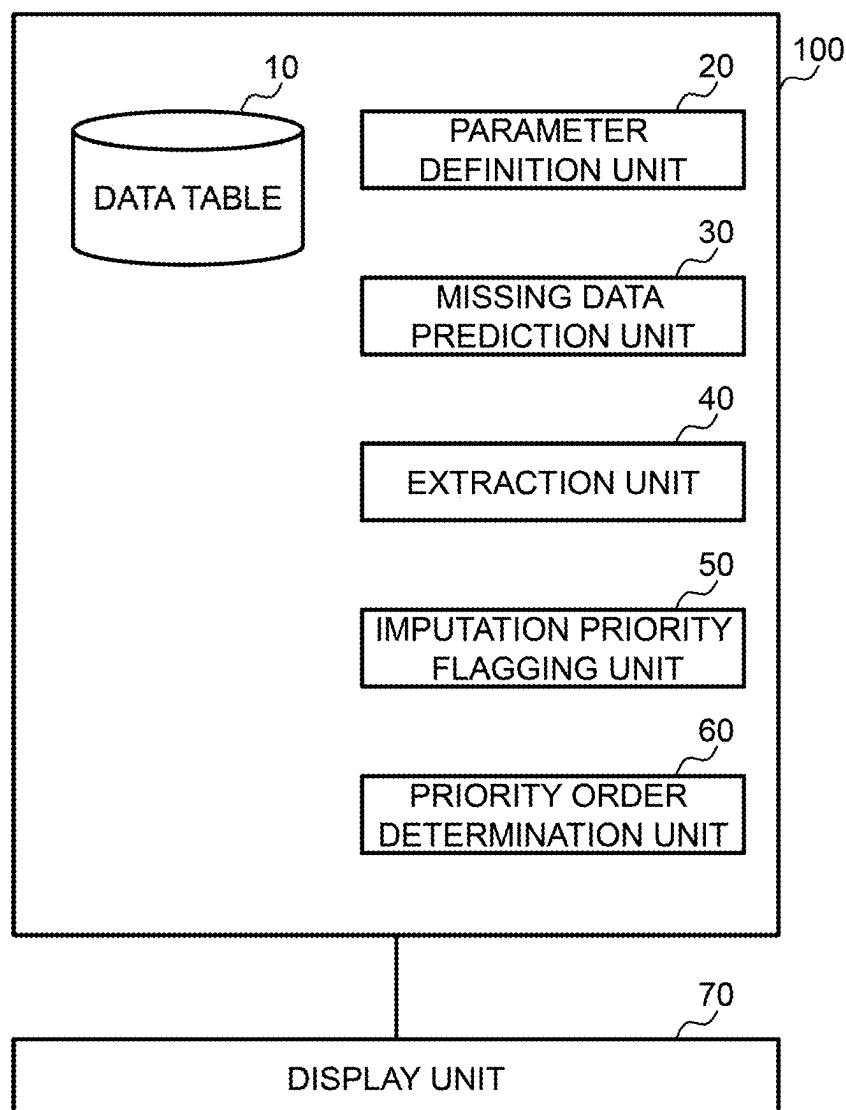 100
10
DATA TABLE
20
PARAMETER
DEFINITION UNIT
30
MISSING DATA
PREDICTION UNIT
40
EXTRACTION UNIT
50
IMPUTATION PRIORITY
FLAGGING UNIT
60
PRIORITY ORDER
DETERMINATION UNIT
70
DISPLAY UNIT